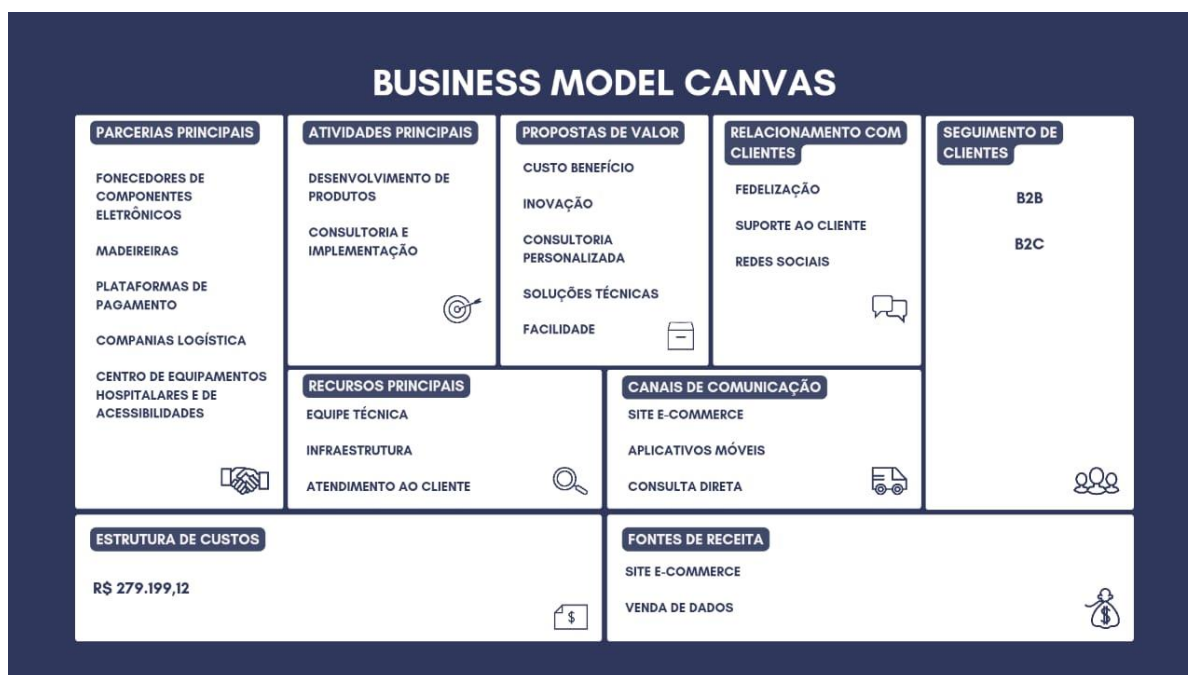 BUSINESS MODEL CANVAS
PARCERIAS PRINCIPAIS
FONECEDORES DE
COMPONENTES
ELETRÔNICOS
MADEIREIRAS
PLATAFORMAS DE
PAGAMENTO
COMPANIAS LOGÍSTICA
CENTRO DE EQUIPAMENTOS
HOSPITALARES E DE
ACESSIBILIDADES
ATIVIDADES PRINCIPAIS
DESENVOLVIMENTO DE
PRODUTOS
CONSULTORIA E
IMPLEMENTAÇÃO
PROPOSTAS DE VALOR
CUSTO BENEFÍCIO
INOVAÇÃO
CONSULTORIA
PERSONALIZADA
SOLUÇÕES TÉCNICAS
FACILIDADE
RELACIONAMENTO COM
CLIENTES
FEDELIZAÇÃO
SUPORTE AO CLIENTE
REDES SOCIAIS
SEGUIMENTO DE
CLIENTES
B2B
B2C
RECURSOS PRINCIPAIS
EQUIPE TÉCNICA
INFRAESTRUTURA
ATENDIMENTO AO CLIENTE
CANAIS DE COMUNICAÇÃO
SITE E-COMMERCE
APLICATIVOS MÓVEIS
CONSULTA DIRETA
ESTRUTURA DE CUSTOS
R$ 279.199,12
$
FONTES DE RECEITA
SITE E-COMMERCE
VENDA DE DADOS
$